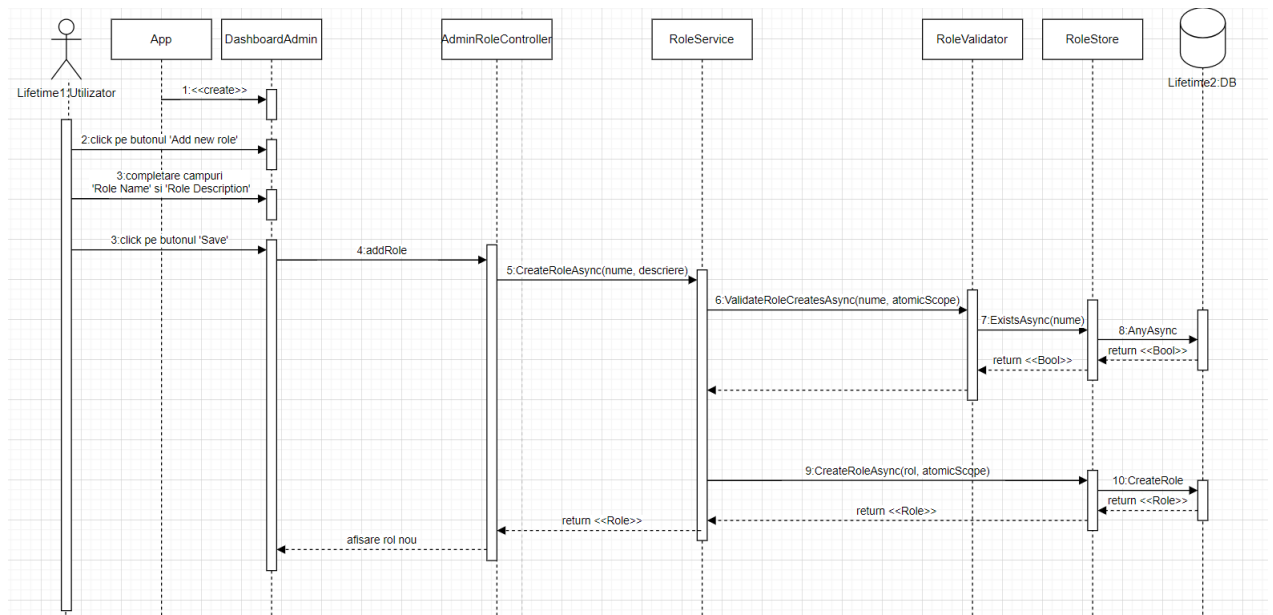 App
DashboardAdmin
AdminRoleController
RoleService
RoleValidator
RoleStore
Lifetime1:Utilizator
Lifetime2:DB
1:<<create>>
2:click pe butonul 'Add new role'
3:completare campuri
'Role Name' si 'Role Description'
3:click pe butonul 'Save'
4:addRole
5:CreateRoleAsync(nume, descriere)
6:ValidateRoleCreatesAsync(nume, atomicScope)
7:ExistsAsync(nume)
8:AnyAsync
return <<Bool>>
return <<Bool>>
9:CreateRoleAsync(rol, atomicScope)
10:CreateRole
return <<Role>>
return <<Role>>
return <<Role>>
afisare rol nou